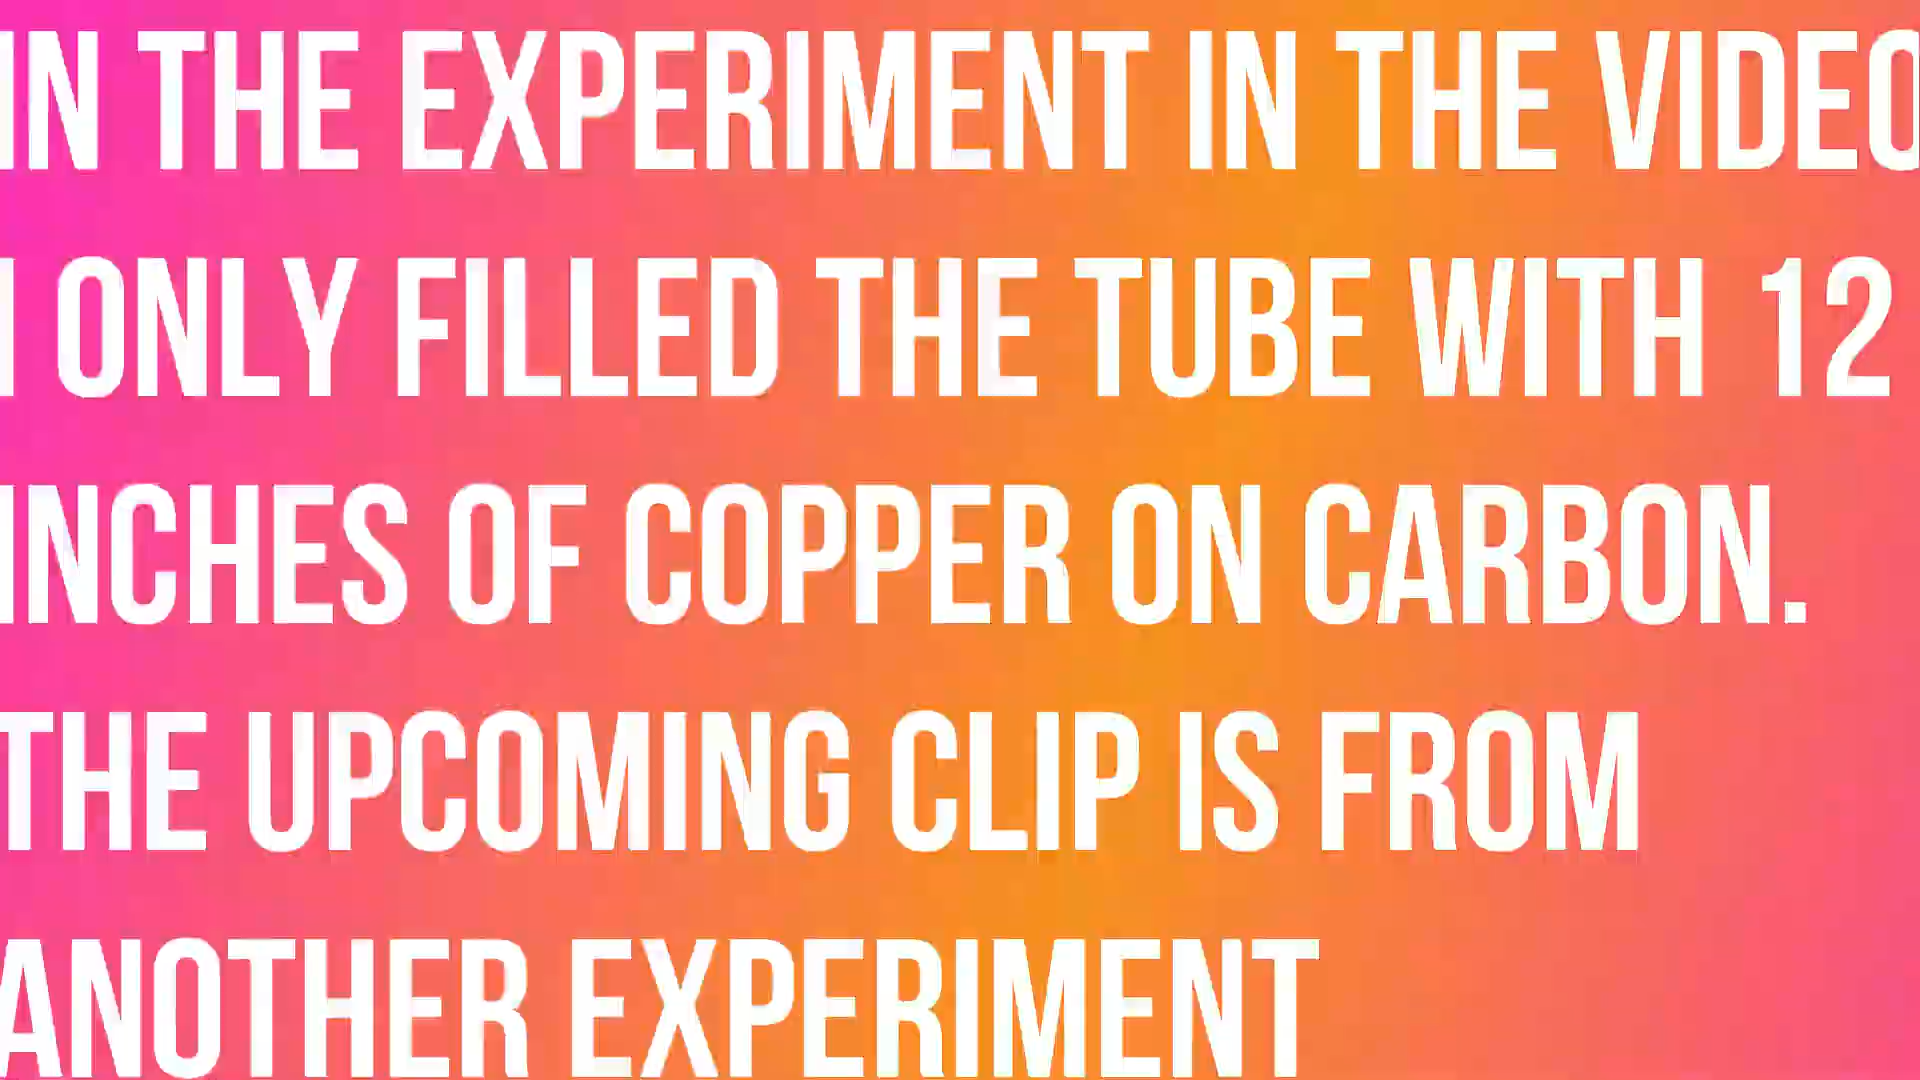 IN THE EXPERIMENT IN THE VIDEO
I ONLY FILLED THE TUBE WITH 12
INCHES OF COPPER ON CARBON.
THE UPCOMING CLIP IS FROM
ANOTHER EXPERIMENT